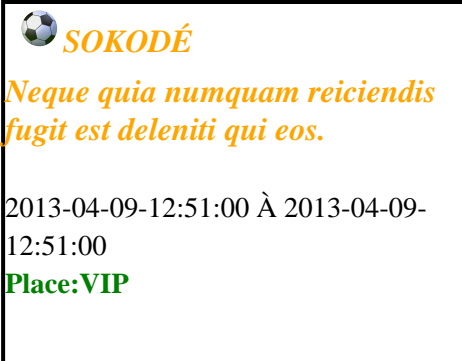 SOKODÉ
Neque quia numquam reiciendis
fugit est deleniti qui eos.
2013-04-09-12:51:00 À 2013-04-09-
12:51:00
Place:VIP